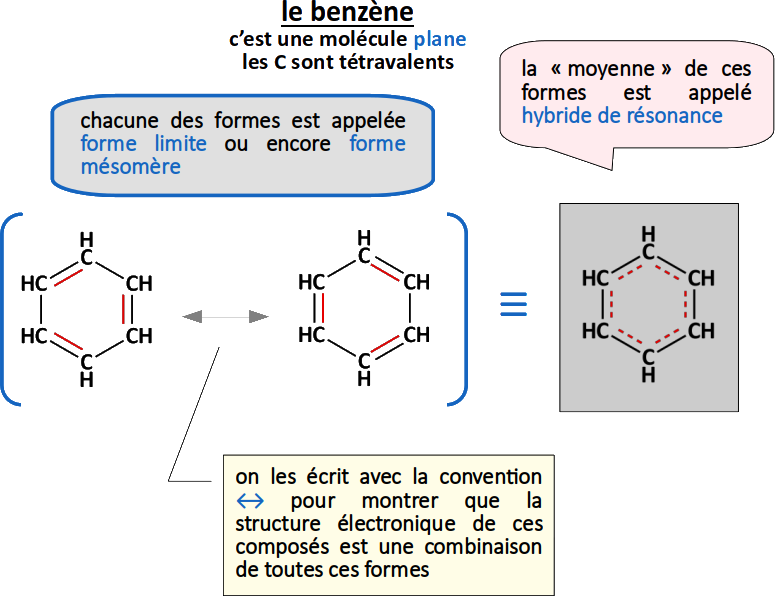 le benzène
c’est une molécule plane
les C sont tétravalents
la « moyenne » de ces
formes est appelé
hybride de résonance
chacune des formes est appelée
forme limite ou encore forme
mésomère
H
C
HC CH
HC CH
C
H
H
C
HC CH
HC CH
C
H
≡
H
C
HC CH
HC CH
C
H
on les écrit avec la convention
↔ pour montrer que la
structure électronique de ces
composés est une combinaison
de toutes ces formes